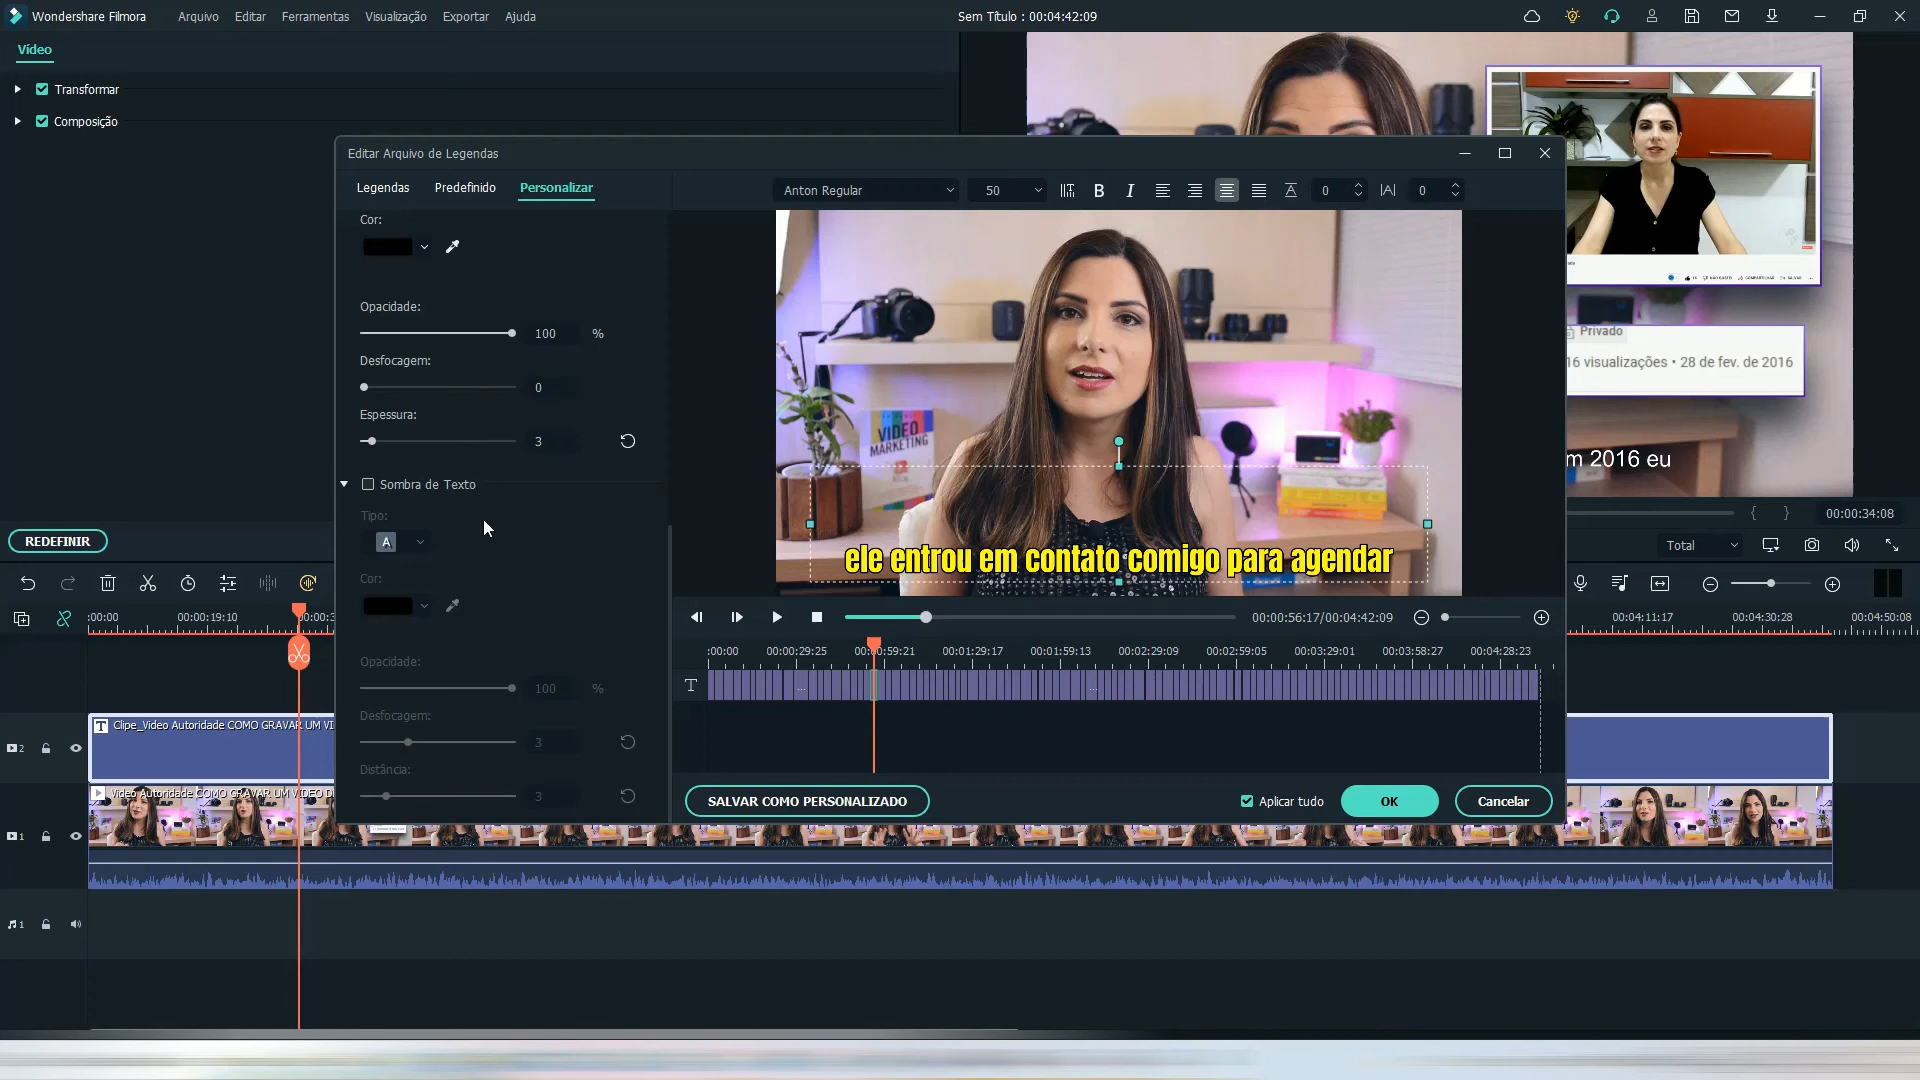 Wondershare Filmora
Arquivo
Editar
Ferramentas
Visualização
Exportar
Ajuda
Sem Título : 00:04:42:09
Vídeo
Transformar
Composição
REDEFINIR
Editar Arquivo de Legendas
Legendas
Predefinido
Personalizar
Anton Regular
50
B
I
0
0
Cor:
Opacidade:
100 %
Desfocagem:
0
Espessura:
3
Sombra de Texto
Tipo:
A
Cor:
Opacidade:
100 %
Desfocagem:
3
Distância:
3
VIDEO
MARKETING
ele entrou em contato comigo para agendar
00:00:56:17/00:04:42:09
:00:00
00:00:29:25
00:00:59:21
00:01:29:17
00:01:59:13
00:02:29:09
00:02:59:05
00:03:29:01
00:03:58:27
00:04:28:23
T
SALVAR COMO PERSONALIZADO
Aplicar tudo
OK
Cancelar
Privado
16 visualizações • 28 de fev. de 2016
m 2016 eu
00:00:34:08
Total
:00:00
00:00:19:10
00:00:3
00:04:11:17
00:04:30:28
00:04:50:08
2
T Clipe_Video Autoridade COMO GRAVAR UM VI
1
Video Autoridade COMO GRAVAR UM VIDEO D
1